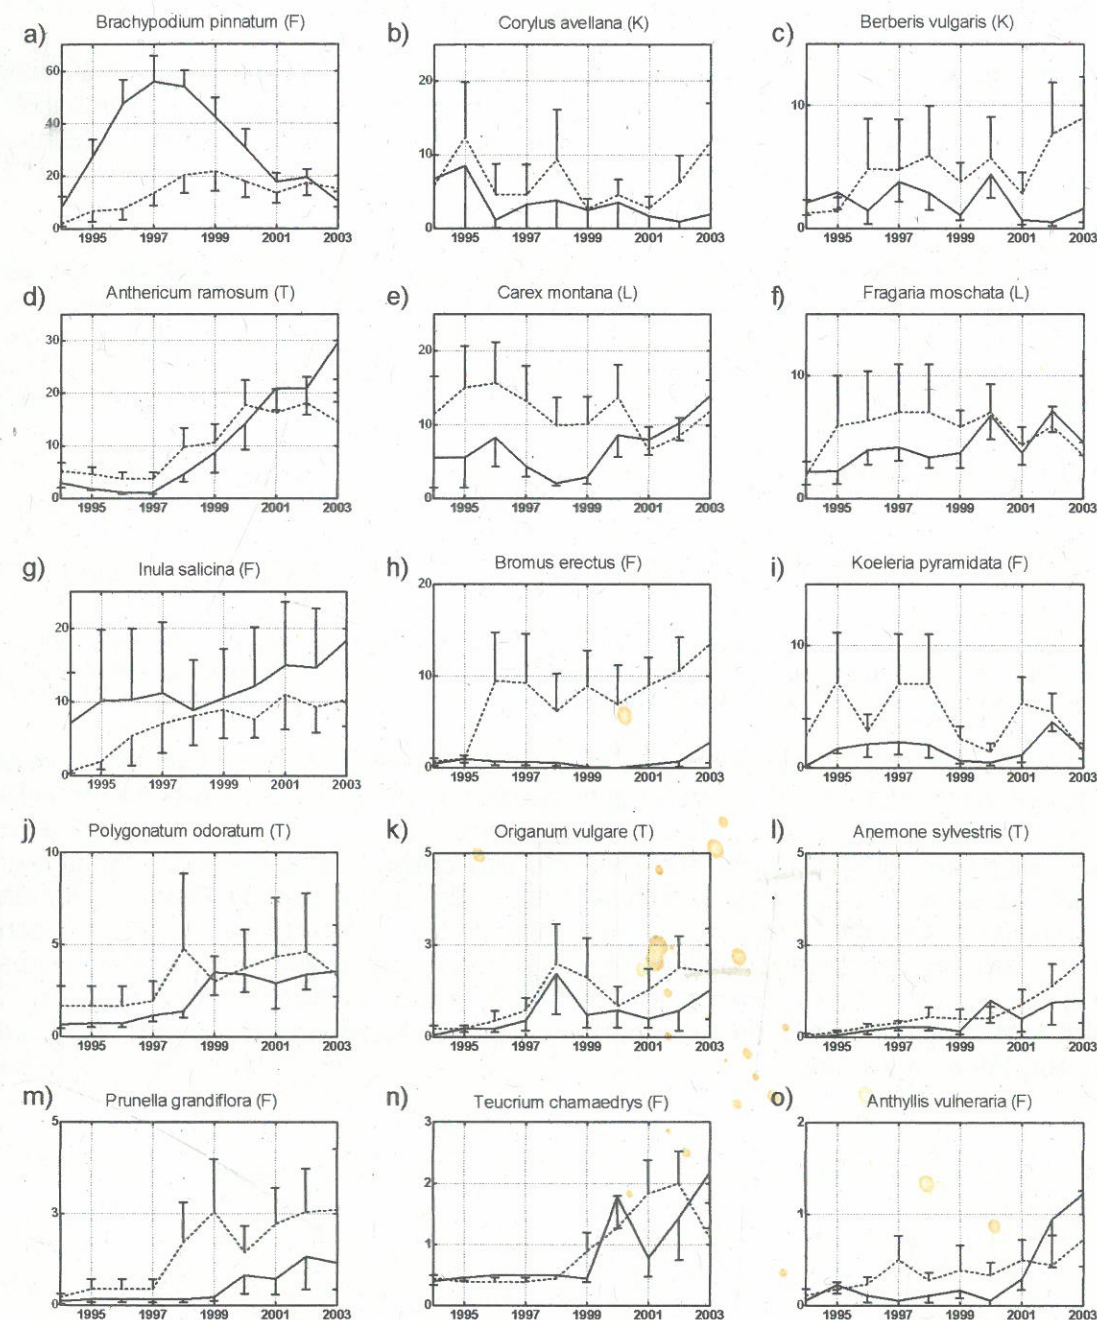 a) Brachypodium pinnatum (F)
60
40
20
0
1995 1997 1999 2001 2003
b) Corylus avellana (K)
20
10
0
1995 1997 1999 2001 2003
c) Berberis vulgaris (K)
10
0
1995 1997 1999 2001 2003
d) Anthericum ramosum (T)
30
20
10
0
1995 1997 1999 2001 2003
e) Carex montana (L)
20
10
0
1995 1997 1999 2001 2003
f) Fragaria moschata (L)
10
0
1995 1997 1999 2001 2003
g) Inula salicina (F)
20
10
0
1995 1997 1999 2001 2003
h) Bromus erectus (F)
20
10
0
1995 1997 1999 2001 2003
i) Koeleria pyramidata (F)
10
0
1995 1997 1999 2001 2003
j) Polygonatum odoratum (T)
10
5
0
1995 1997 1999 2001 2003
k) Origanum vulgare (T)
5
3
0
1995 1997 1999 2001 2003
l) Anemone sylvestris (T)
5
3
0
1995 1997 1999 2001 2003
m) Prunella grandiflora (F)
5
3
0
1995 1997 1999 2001 2003
n) Teucrium chamaedrys (F)
3
2
1
0
1995 1997 1999 2001 2003
o) Anthyllis vulneraria (F)
2
1
0
1995 1997 1999 2001 2003